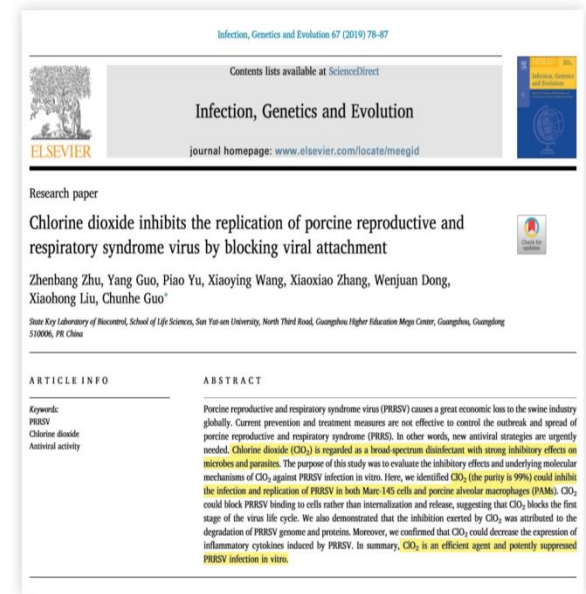 Infection, Genetics and Evolution 67 (2019) 78–87
Contents lists available at ScienceDirect
Infection, Genetics and Evolution
journal homepage: www.elsevier.com/locate/meegid
ELSEVIER
Infection, Genetics
and Evolution
Research paper
Chlorine dioxide inhibits the replication of porcine reproductive and
respiratory syndrome virus by blocking viral attachment
Check for
updates
Zhenbang Zhu, Yang Guo, Piao Yu, Xiaoying Wang, Xiaoxiao Zhang, Wenjuan Dong,
Xiaohong Liu, Chunhe Guo*
State Key Laboratory of Biocontrol, School of Life Sciences, Sun Yat-sen University, North Third Road, Guangzhou Higher Education Mega Center, Guangzhou, Guangdong
510006, PR China
ARTICLE INFO
Keywords:
PRRSV
Chlorine dioxide
Antiviral activity
ABSTRACT
Porcine reproductive and respiratory syndrome virus (PRRSV) causes a great economic loss to the swine industry
globally. Current prevention and treatment measures are not effective to control the outbreak and spread of
porcine reproductive and respiratory syndrome (PRRS). In other words, new antiviral strategies are urgently
needed. Chlorine dioxide (ClO₂) is regarded as a broad-spectrum disinfectant with strong inhibitory effects on
microbes and parasites. The purpose of this study was to evaluate the inhibitory effects and underlying molecular
mechanisms of ClO₂ against PRRSV infection in vitro. Here, we identified ClO₂ (the purity is 99%) could inhibit
the infection and replication of PRRSV in both Marc-145 cells and porcine alveolar macrophages (PAMs). ClO₂
could block PRRSV binding to cells rather than internalization and release, suggesting that ClO₂ blocks the first
stage of the virus life cycle. We also demonstrated that the inhibition exerted by ClO₂ was attributed to the
degradation of PRRSV genome and proteins. Moreover, we confirmed that ClO₂ could decrease the expression of
inflammatory cytokines induced by PRRSV. In summary, ClO₂ is an efficient agent and potently suppressed
PRRSV infection in vitro.